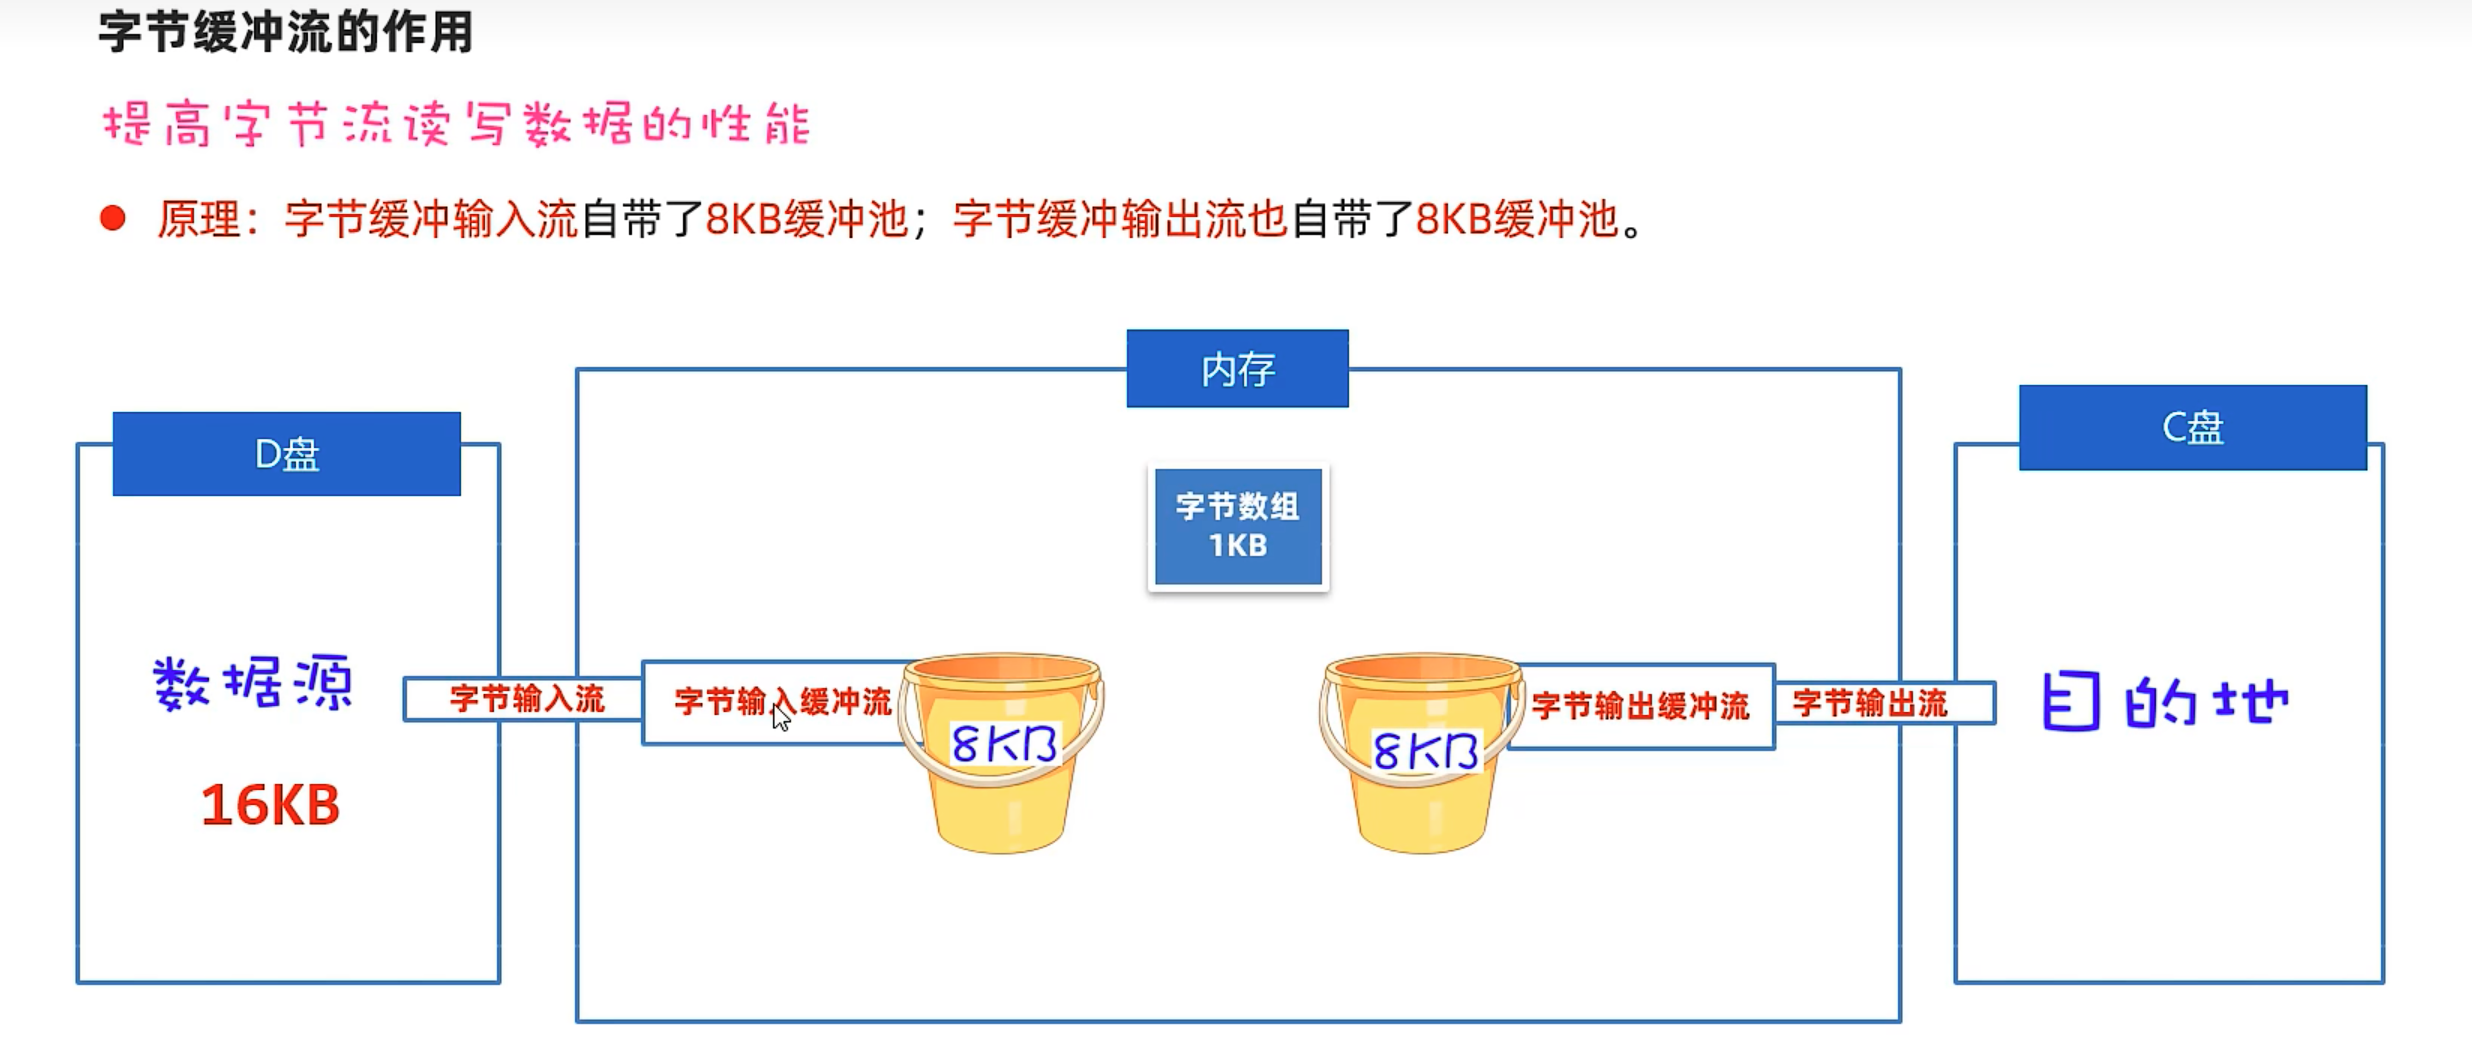 字节缓冲流的作用
提高字节流读写数据的性能
原理：字节缓冲输入流自带了8KB缓冲池；字节缓冲输出流也自带了8KB缓冲池。
内存
D盘
C盘
字节数组
1KB
数据源
字节输入流
字节输入缓冲流
8KB
8KB
字节输出缓冲流
字节输出流
目的地
16KB